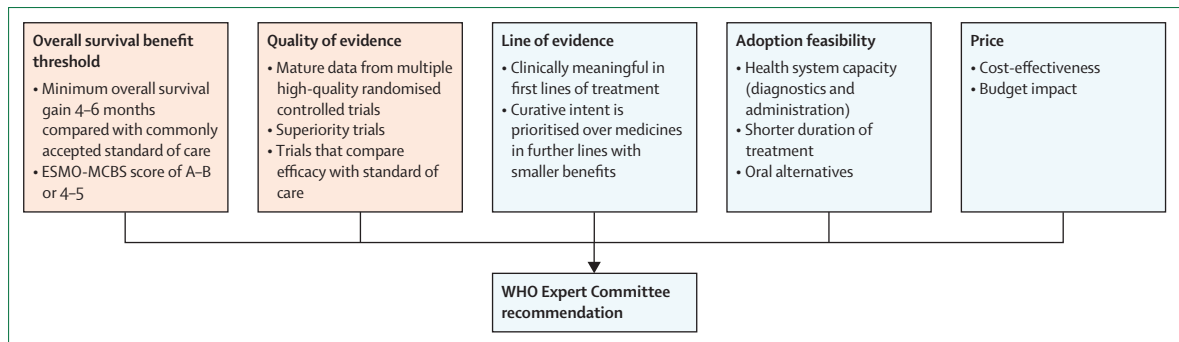 Overall survival benefit
threshold
• Minimum overall survival
gain 4–6 months
compared with commonly
accepted standard of care
• ESMO-MCBS score of A–B
or 4–5
Quality of evidence
• Mature data from multiple
high-quality randomised
controlled trials
• Superiority trials
• Trials that compare
efficacy with standard of
care
Line of evidence
• Clinically meaningful in
first lines of treatment
• Curative intent is
prioritised over medicines
in further lines with
smaller benefits
Adoption feasibility
• Health system capacity
(diagnostics and
administration)
• Shorter duration of
treatment
• Oral alternatives
Price
• Cost-effectiveness
• Budget impact
WHO Expert Committee
recommendation